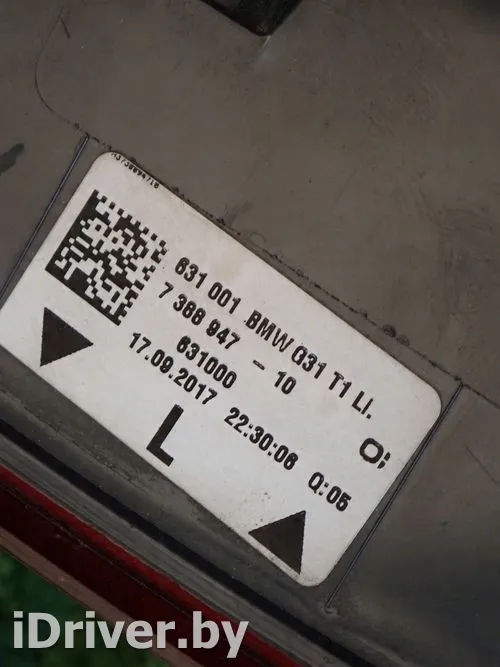 631 001 BMW G31 T1 Li.
7 388 947 - 10
631000
17.09.2017 22:30:06 Q:05
L
iDriver.by